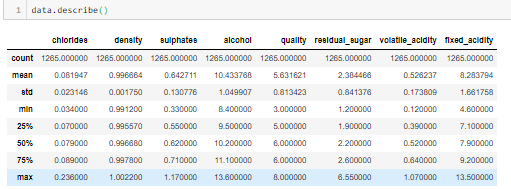 1 data.describe()
chlorides density sulphates alcohol quality residual_sugar volatile_acidity fixed_acidity
count 1265.000000 1265.000000 1265.000000 1265.000000 1265.000000 1265.000000 1265.000000 1265.000000
mean 0.081947 0.996664 0.642711 10.433768 5.631621 2.384466 0.526237 8.283794
std 0.023146 0.001750 0.130776 1.049907 0.813423 0.841376 0.173809 1.661758
min 0.034000 0.991200 0.330000 8.400000 3.000000 1.200000 0.120000 4.600000
25% 0.070000 0.995570 0.550000 9.500000 5.000000 1.900000 0.390000 7.100000
50% 0.079000 0.996680 0.620000 10.200000 6.000000 2.200000 0.520000 7.900000
75% 0.089000 0.997800 0.710000 11.100000 6.000000 2.600000 0.640000 9.200000
max 0.236000 1.002200 1.170000 13.600000 8.000000 6.550000 1.070000 13.500000